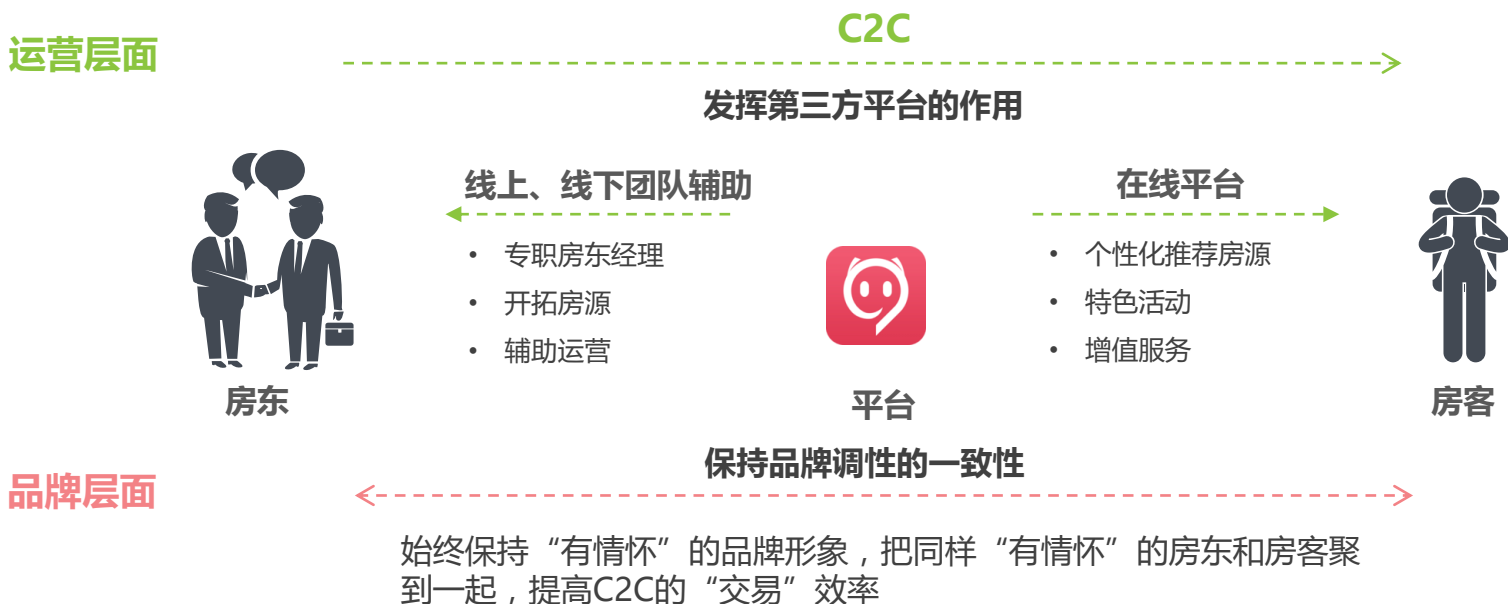 C2C
运营层面
发挥第三方平台的作用
线上、线下团队辅助
在线平台
• 专职房东经理
• 开拓房源
• 辅助运营
• 个性化推荐房源
• 特色活动
• 增值服务
房东
平台
房客
保持品牌调性的一致性
品牌层面
始终保持“有情怀”的品牌形象，把同样“有情怀”的房东和房客聚
到一起，提高C2C的“交易”效率